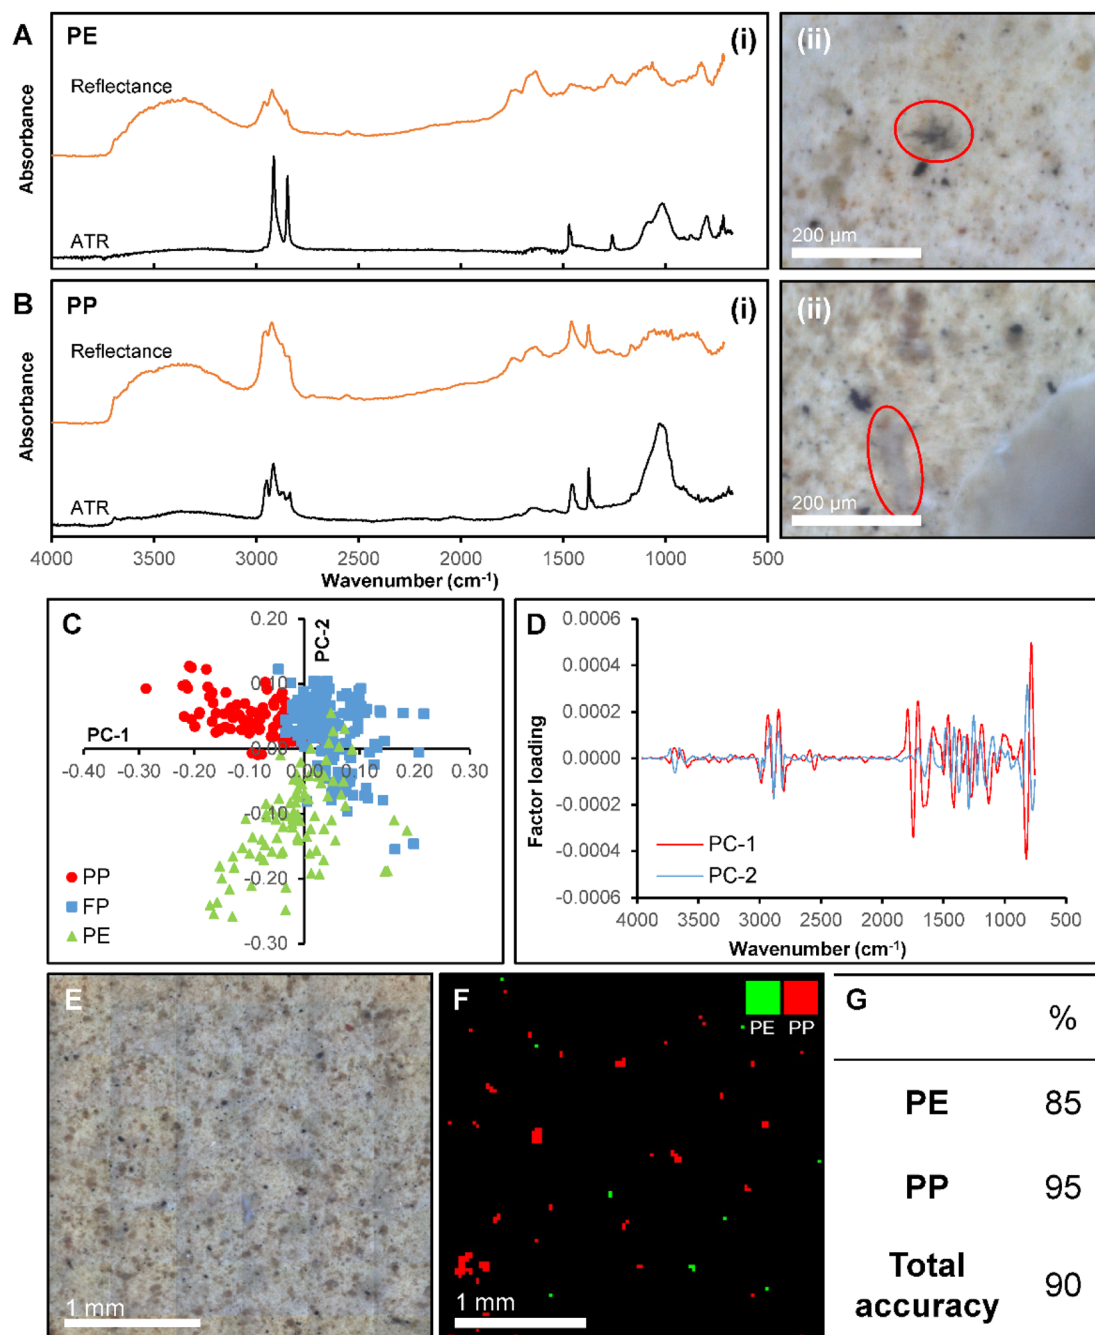 A PE (i) (ii)
Reflectance
Absorbance
ATR
200 µm
B PP (i) (ii)
Reflectance
Absorbance
ATR
200 µm
4000 3500 3000 2500 2000 1500 1000 500
Wavenumber (cm-1)
C
0.20
PC-2
0.10
PC-1
0.00
-0.40 -0.30 -0.20 -0.10 0.00 0.10 0.20 0.30
-0.10
-0.20
-0.30
PP
FP
PE
D
0.0006
0.0004
0.0002
0.0000
-0.0002
-0.0004
-0.0006
Factor loading
PC-1
PC-2
4000 3500 3000 2500 2000 1500 1000 500
Wavenumber (cm-1)
E
1 mm
F
PE PP
1 mm
G
%
PE 85
PP 95
Total
accuracy 90